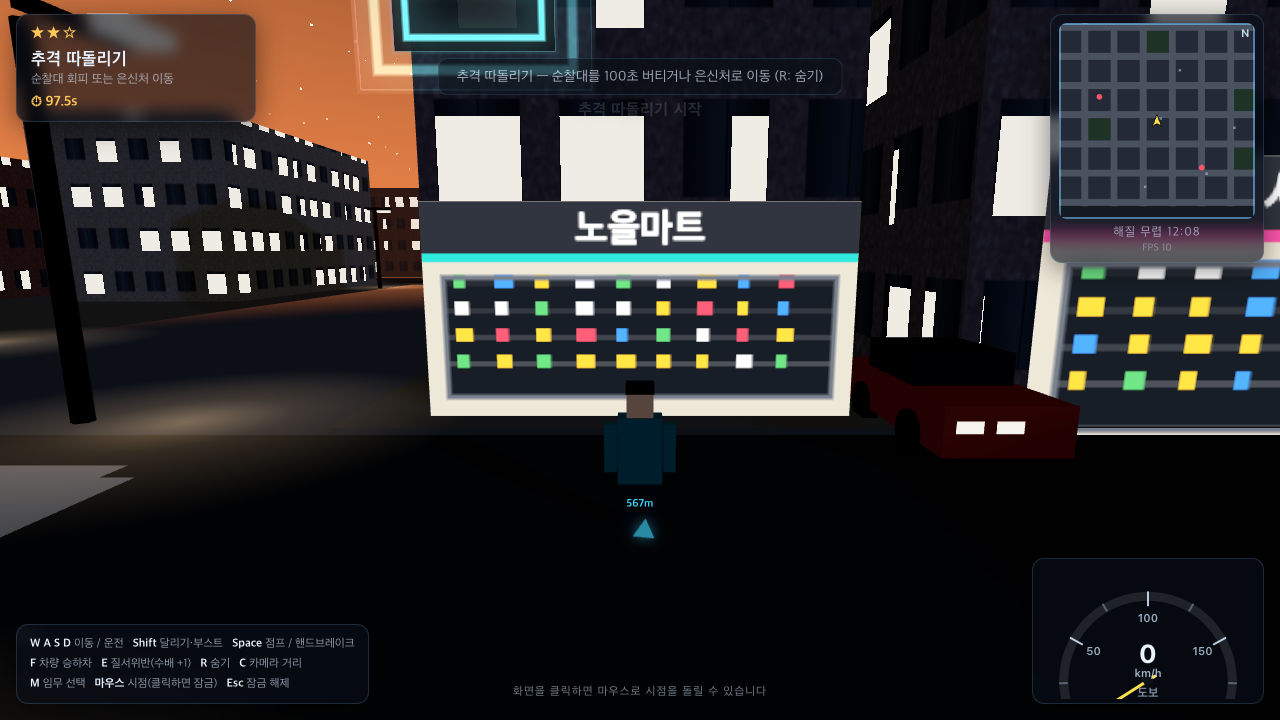 ★★☆
추격 따돌리기
순찰대 회피 또는 은신처 이동
⏱ 97.5s
추격 따돌리기 — 순찰대를 100초 버티거나 은신처로 이동 (R: 숨기)
추격 따돌리기 시작
N
해질 무렵 12:08
FPS 10
노을마트
567m
W A S D 이동 / 운전 Shift 달리기·부스트 Space 점프 / 핸드브레이크
F 차량 승하차 E 질서위반(수배 +1) R 숨기 C 카메라 거리
M 임무 선택 마우스 시점(클릭하면 잠금) Esc 잠금 해제
화면을 클릭하면 마우스로 시점을 돌릴 수 있습니다
100
50
150
0
km/h
도보